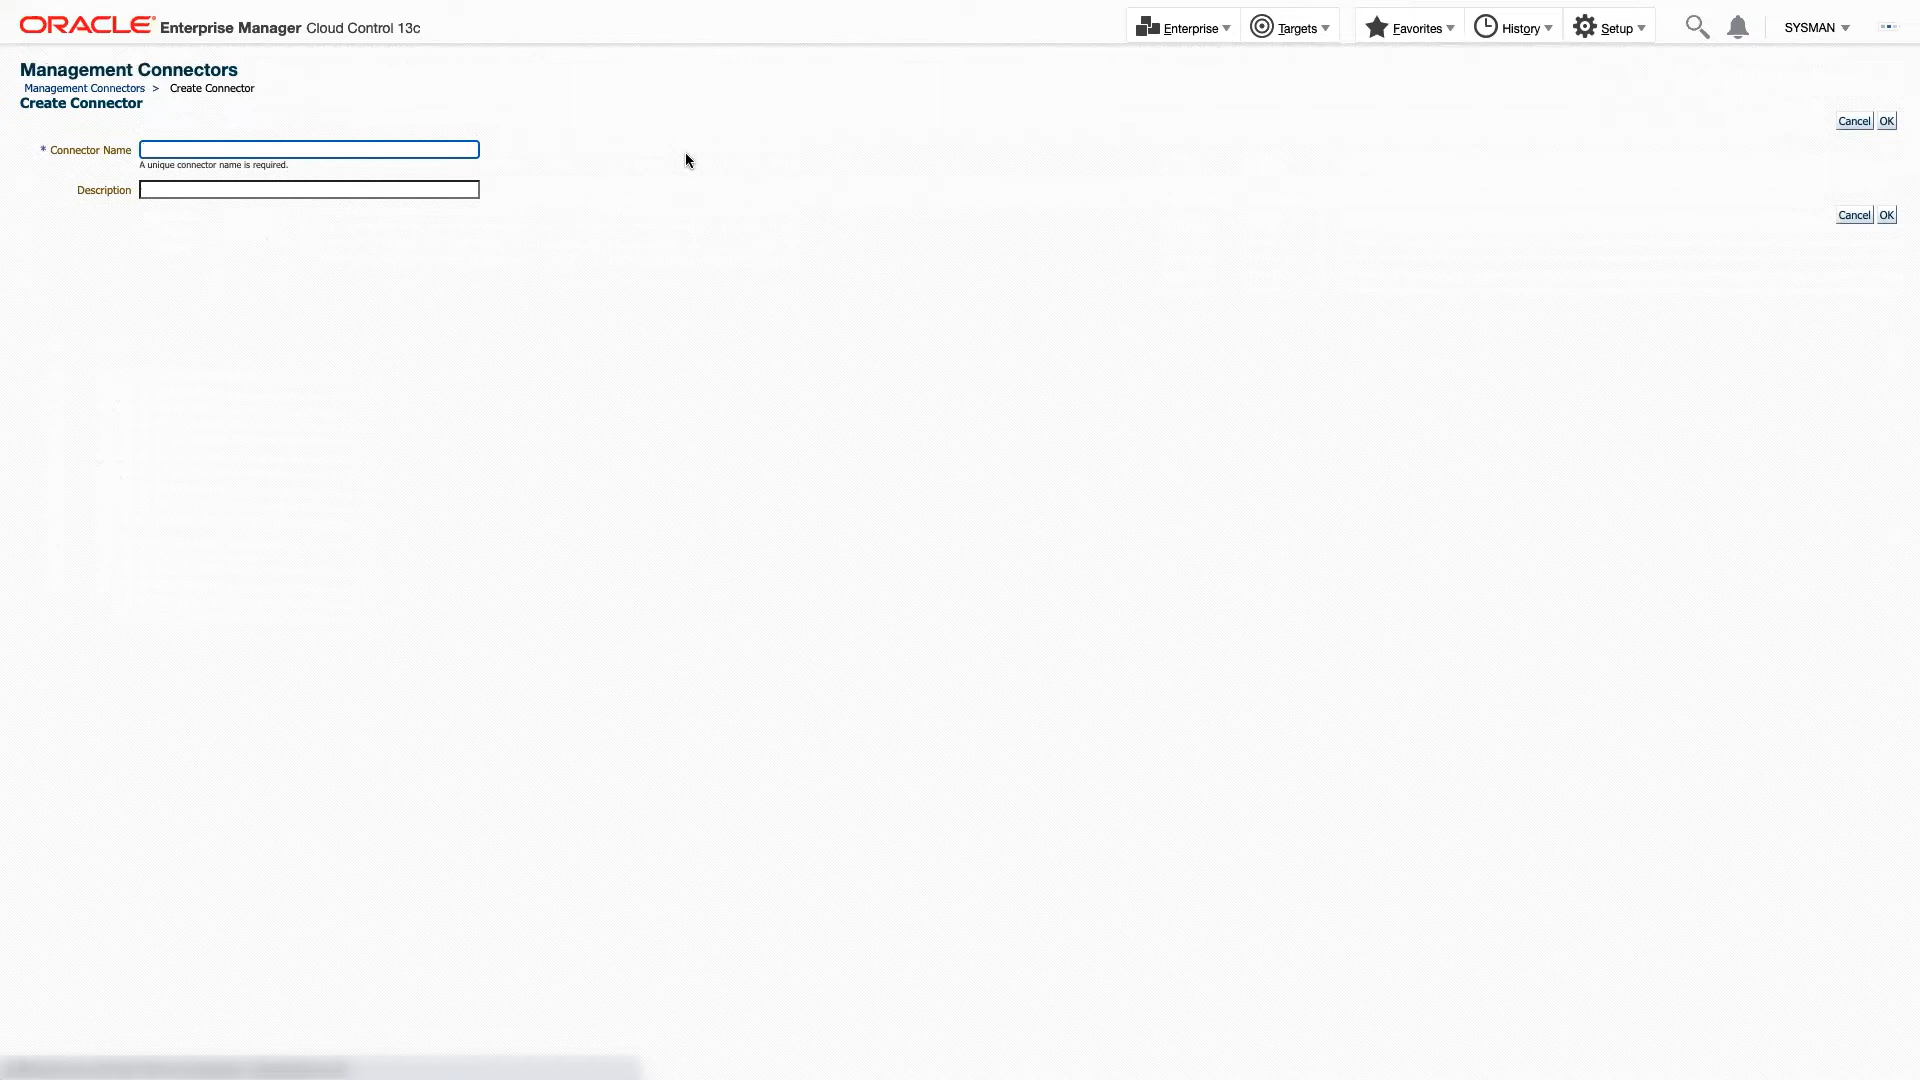 ORACLE Enterprise Manager Cloud Control 13c
Enterprise
Targets
Favorites
History
Setup
SYSMAN
Management Connectors
Management Connectors > Create Connector
Create Connector
Cancel OK
* Connector Name
A unique connector name is required.
Description
Cancel OK